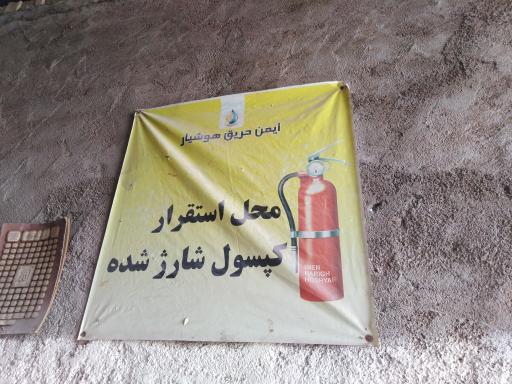 ایمن حریق هوشیار
محل استقرار
کپسول شارژ شده
IMEN
HARIGH
HOSHYAR